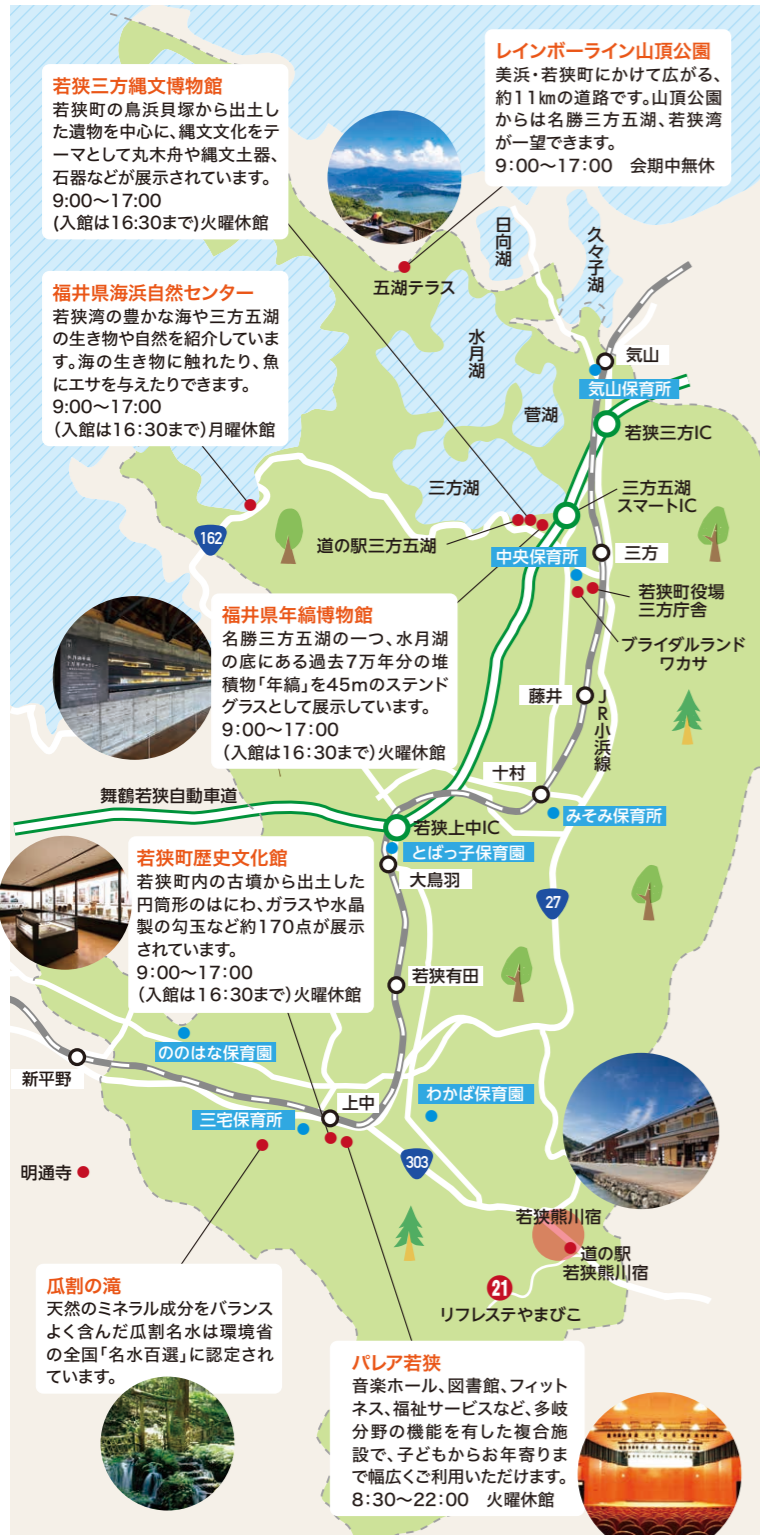 レインボーライン山頂公園
美浜・若狭町にかけて広がる、
約11kmの道路です。山頂公園
からは名勝三方五湖、若狭湾
が一望できます。
9:00〜17:00　会期中無休
若狭三方縄文博物館
若狭町の鳥浜貝塚から出土し
た遺物を中心に、縄文文化をテ
ーマとして丸木舟や縄文土器、
石器などが展示されています。
9:00〜17:00
(入館は16:30まで)火曜休館
日向湖
久々子湖
五湖テラス
福井県海浜自然センター
若狭湾の豊かな海や三方五湖
の生き物や自然を紹介していま
す。海の生き物に触れたり、魚
にエサを与えたりできます。
9:00〜17:00
(入館は16:30まで)月曜休館
水月湖
気山
気山保育所
菅湖
若狭三方IC
三方湖
三方五湖
スマートIC
162
道の駅三方五湖
中央保育所
三方
若狭町役場
三方庁舎
ブライダルランド
ワカサ
福井県年縞博物館
名勝三方五湖の一つ、水月湖
の底にある過去7万年分の堆
積物「年縞」を45mのステンド
グラスとして展示しています。
9:00〜17:00
(入館は16:30まで)火曜休館
藤井
JR小浜線
十村
舞鶴若狭自動車道
みそみ保育所
若狭上中IC
とばっ子保育園
大鳥羽
27
若狭町歴史文化館
若狭町内の古墳から出土した
円筒形のはにわ、ガラスや水晶
製の勾玉など約170点が展示
されています。
9:00〜17:00
(入館は16:30まで)火曜休館
若狭有田
ののはな保育園
新平野
わかば保育園
上中
三宅保育所
303
明通寺
若狭熊川宿
道の駅
若狭熊川宿
21
リフレステやまびこ
瓜割の滝
天然のミネラル成分をバランス
よく含んだ瓜割名水は環境省
の全国「名水百選」に認定され
ています。
パレア若狭
音楽ホール、図書館、フィット
ネス、福祉サービスなど、多岐
分野の機能を有した複合施
設で、子どもからお年寄りま
で幅広くご利用いただけます。
8:30〜22:00　火曜休館